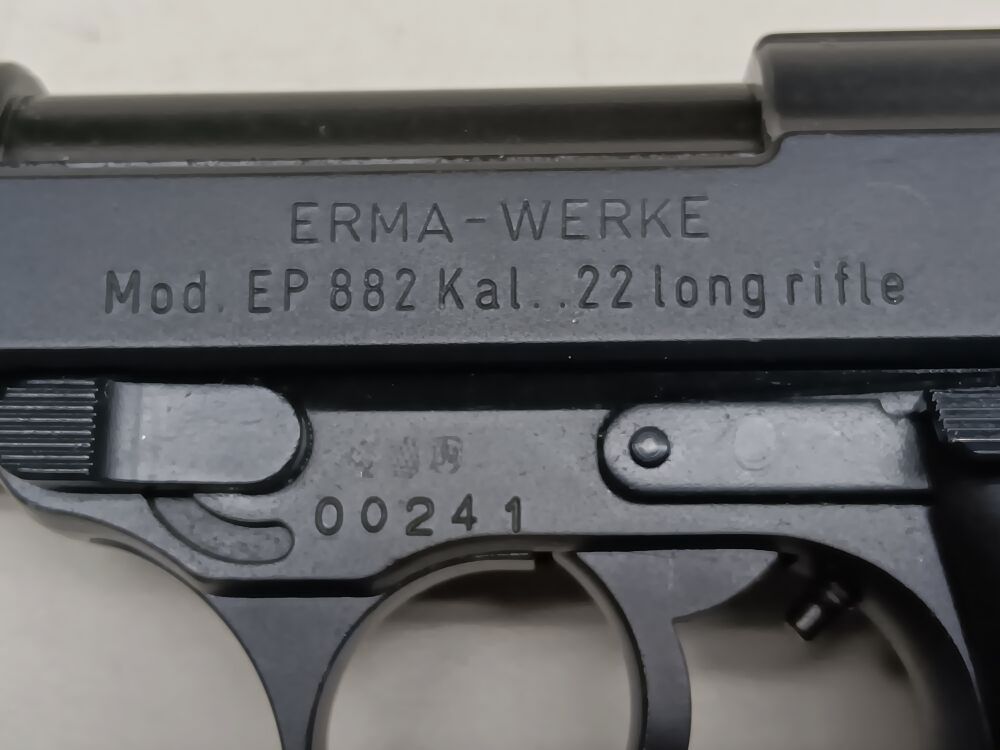 ERMA-WERKE
Mod. EP 882 Kal. .22 long rifle
00241